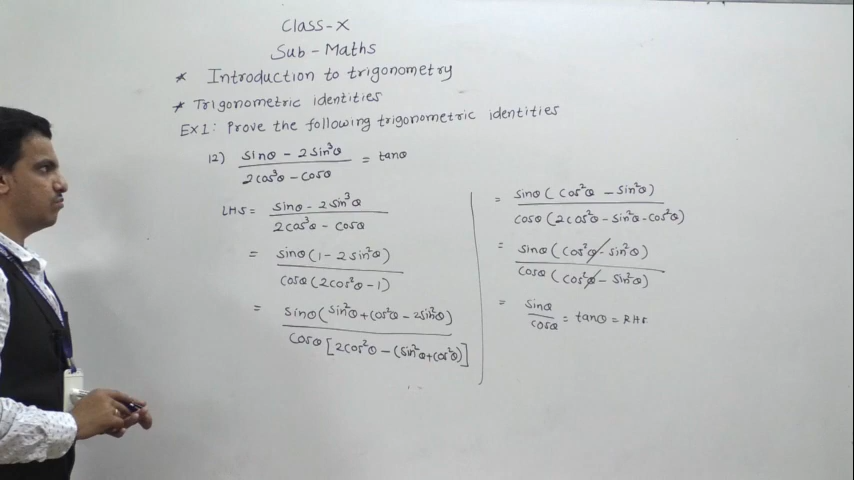 Class-X
Sub-Maths
* Introduction to trigonometry
* Trigonometric identities
EX1: Prove the following trigonometric identities
12) (sinθ - 2sin³θ)/(2cos³θ - cosθ) = tanθ
LHS = (sinθ - 2sin³θ)/(2cos³θ - cosθ)
= sinθ(1 - 2sin²θ)/cosθ(2cos²θ - 1)
= sinθ(sin²θ + cos²θ - 2sin²θ)/cosθ[2cos²θ - (sin²θ + cos²θ)]
= sinθ(cos²θ - sin²θ)/cosθ(2cos²θ - sin²θ - cos²θ)
= sinθ(cos²θ - sin²θ)/cosθ(cos²θ - sin²θ)
= sinθ/cosθ = tanθ = RHS